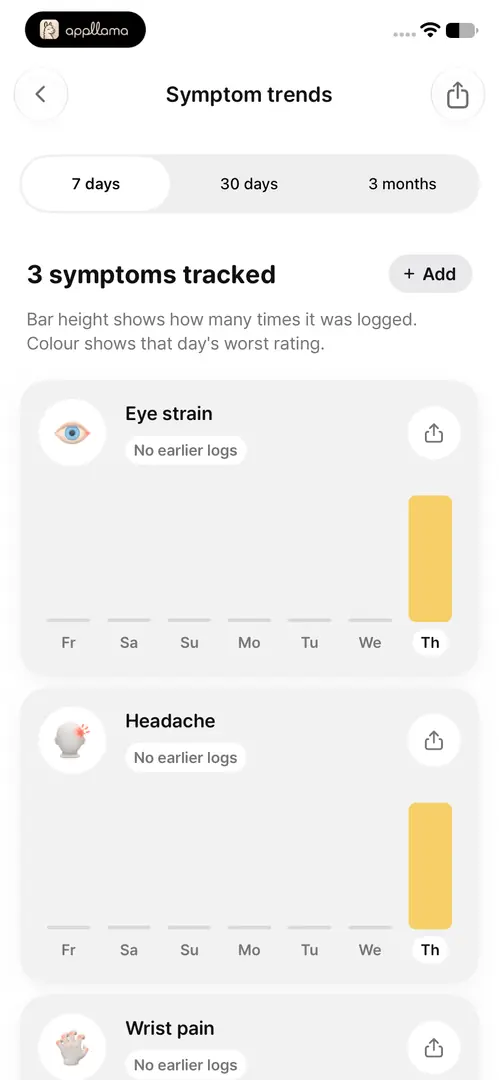 appllama
Symptom trends
7 days
30 days
3 months
3 symptoms tracked
+ Add
Bar height shows how many times it was logged.
Colour shows that day's worst rating.
Eye strain
No earlier logs
Fr Sa Su Mo Tu We Th
Headache
No earlier logs
Fr Sa Su Mo Tu We Th
Wrist pain
No earlier logs